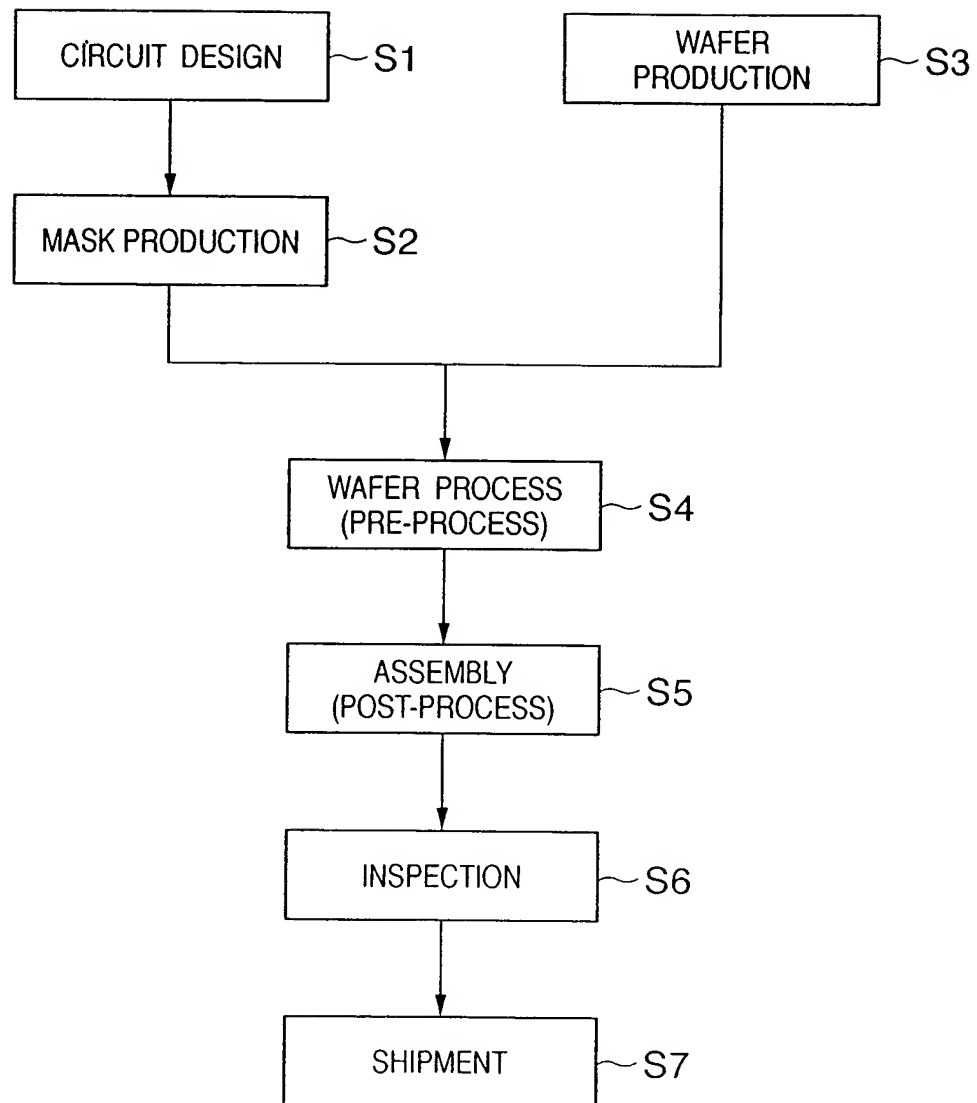 CIRCUIT DESIGN
S1
WAFER
PRODUCTION
S3
MASK PRODUCTION
S2
WAFER PROCESS
(PRE-PROCESS)
S4
ASSEMBLY
(POST-PROCESS)
S5
INSPECTION
S6
SHIPMENT
S7